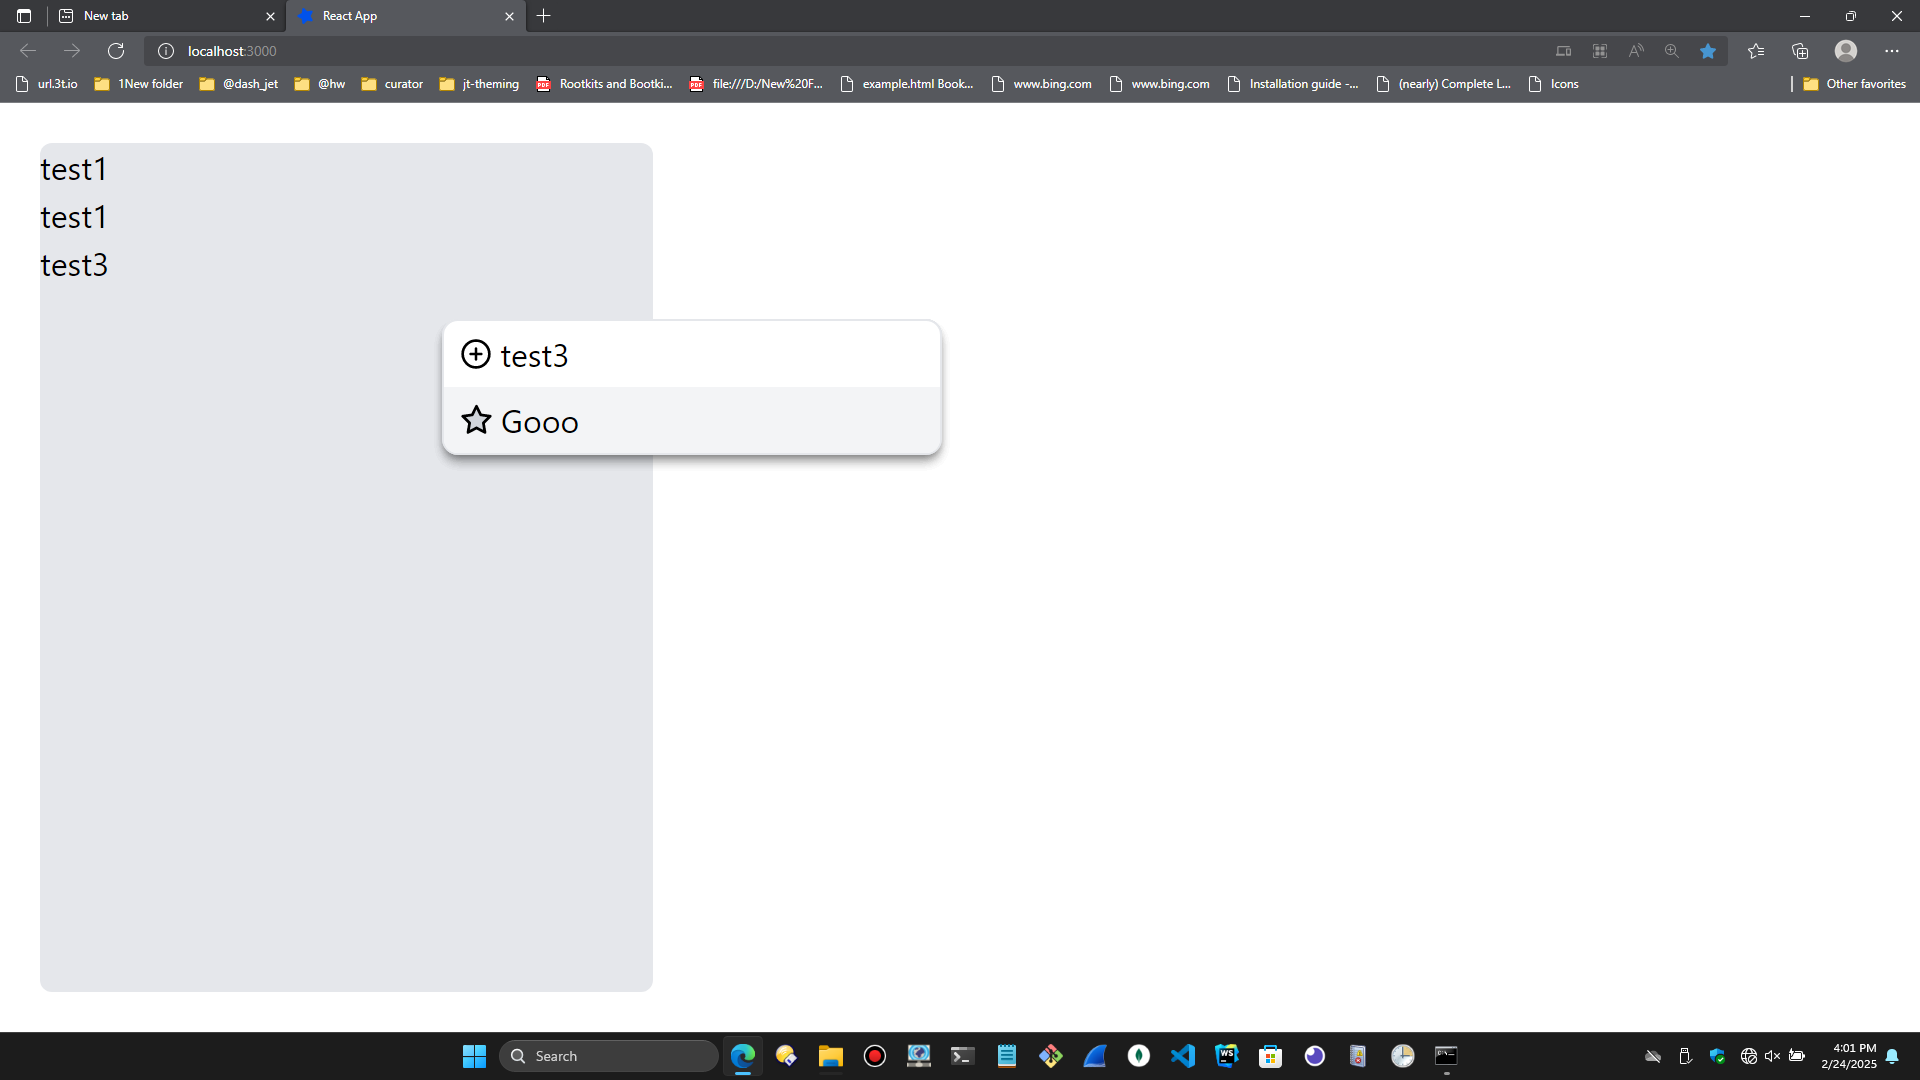 New tab
React App
localhost:3000
url.3t.io
1New folder
@dash_jet
@hw
curator
jt-theming
Rootkits and Bootki...
file:///D:/New%20F...
example.html Book...
www.bing.com
www.bing.com
Installation guide -...
(nearly) Complete L...
Icons
Other favorites
test1
test1
test3
test3
Gooo
Search
4:01 PM
2/24/2025